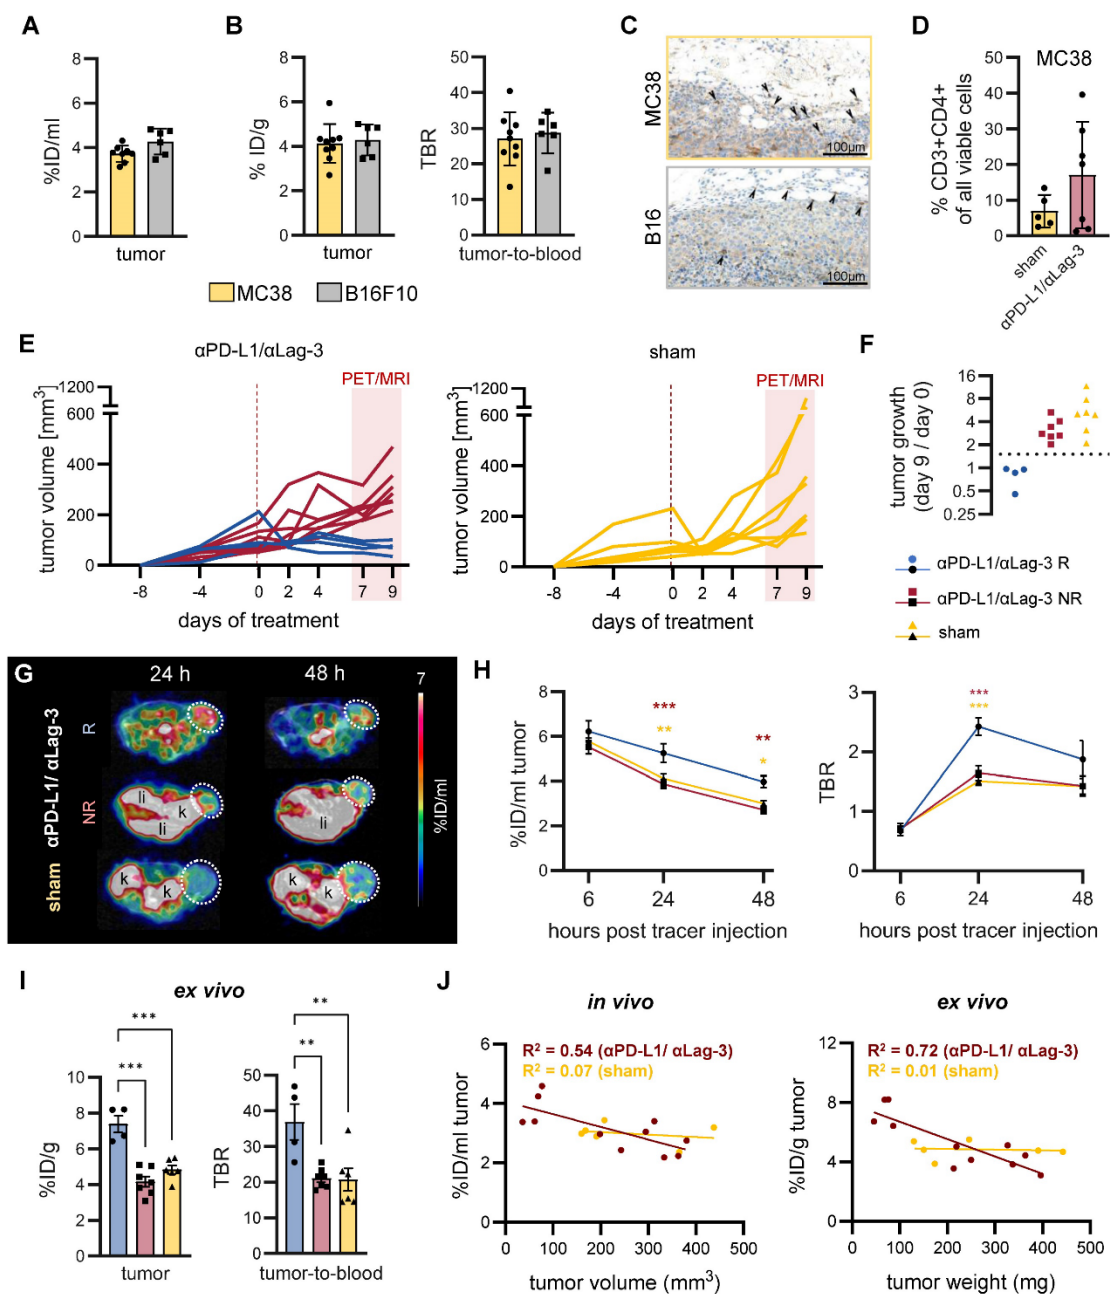 A
8
6
4
2
0
%ID/ml
tumor
B
8
6
4
2
0
% ID/g
tumor
50
40
30
20
10
0
TBR
tumor-to-blood
MC38
B16F10
C
MC38
100µm
B16
100µm
D
MC38
50
40
30
20
10
0
% CD3+CD4+
of all viable cells
sham
αPD-L1/αLag-3
E
αPD-L1/αLag-3
PET/MRI
1200
600
400
200
0
tumor volume [mm³]
-8 -4 0 2 4 7 9
days of treatment
sham
PET/MRI
1200
600
400
200
0
tumor volume [mm³]
-8 -4 0 2 4 7 9
days of treatment
F
16
8
4
2
1
0.5
0.25
tumor growth
(day 9 / day 0)
αPD-L1/αLag-3 R
αPD-L1/αLag-3 NR
sham
G
24 h 48 h
7
αPD-L1/ αLag-3
R
NR
sham
li
k
li
li
k
k
k
k
%ID/ml
H
8
6
4
2
0
%ID/ml tumor
***
**
**
*
6 24 48
hours post tracer injection
3
2
1
0
TBR
***
***
6 24 48
hours post tracer injection
I
ex vivo
***
***
10
8
6
4
2
0
%ID/g
tumor
**
**
50
40
30
20
10
0
TBR
tumor-to-blood
J
in vivo
R² = 0.54 (αPD-L1/ αLag-3)
R² = 0.07 (sham)
6
4
2
0
%ID/ml tumor
0 100 200 300 400 500
tumor volume (mm³)
ex vivo
R² = 0.72 (αPD-L1/ αLag-3)
R² = 0.01 (sham)
12
8
4
0
%ID/g tumor
0 100 200 300 400 500
tumor weight (mg)